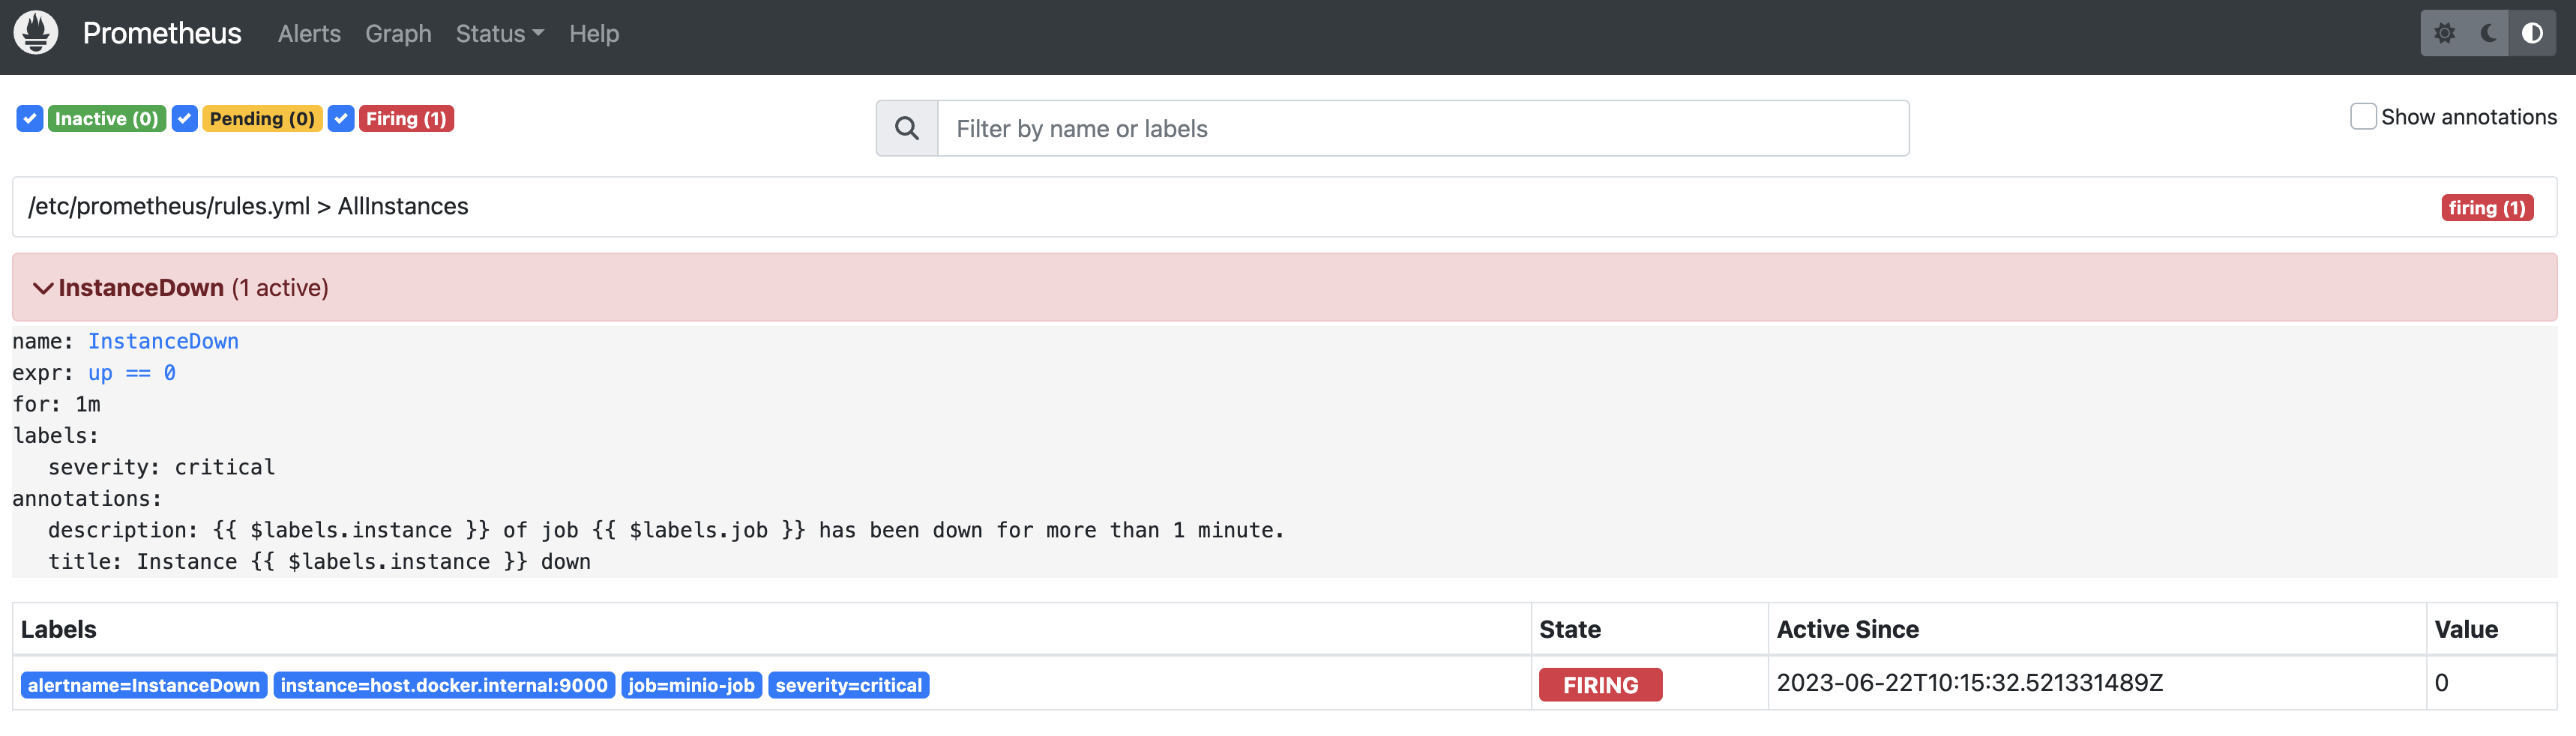 Prometheus Alerts Graph Status Help
Inactive (0) Pending (0) Firing (1) Filter by name or labels Show annotations
/etc/prometheus/rules.yml > AllInstances firing (1)
InstanceDown (1 active)
name: InstanceDown
expr: up == 0
for: 1m
labels:
severity: critical
annotations:
description: {{ $labels.instance }} of job {{ $labels.job }} has been down for more than 1 minute.
title: Instance {{ $labels.instance }} down
Labels State Active Since Value
alertname=InstanceDown instance=host.docker.internal:9000 job=minio-job severity=critical FIRING 2023-06-22T10:15:32.521331489Z 0